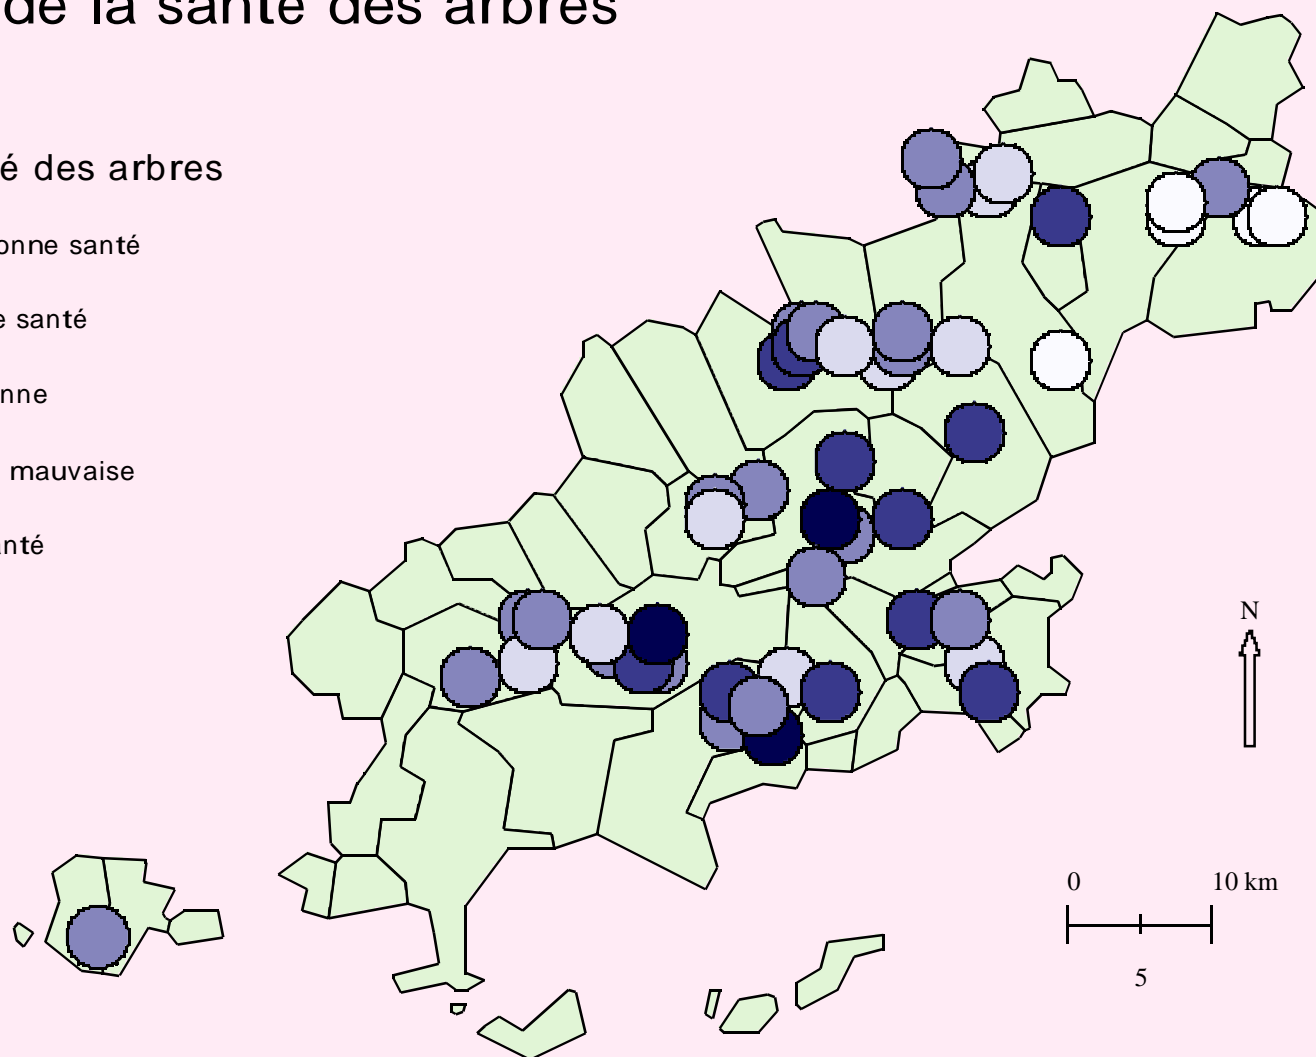 de la santé des arbres
é des arbres
onne santé
e santé
nne
mauvaise
nté
N
0 10 km
5